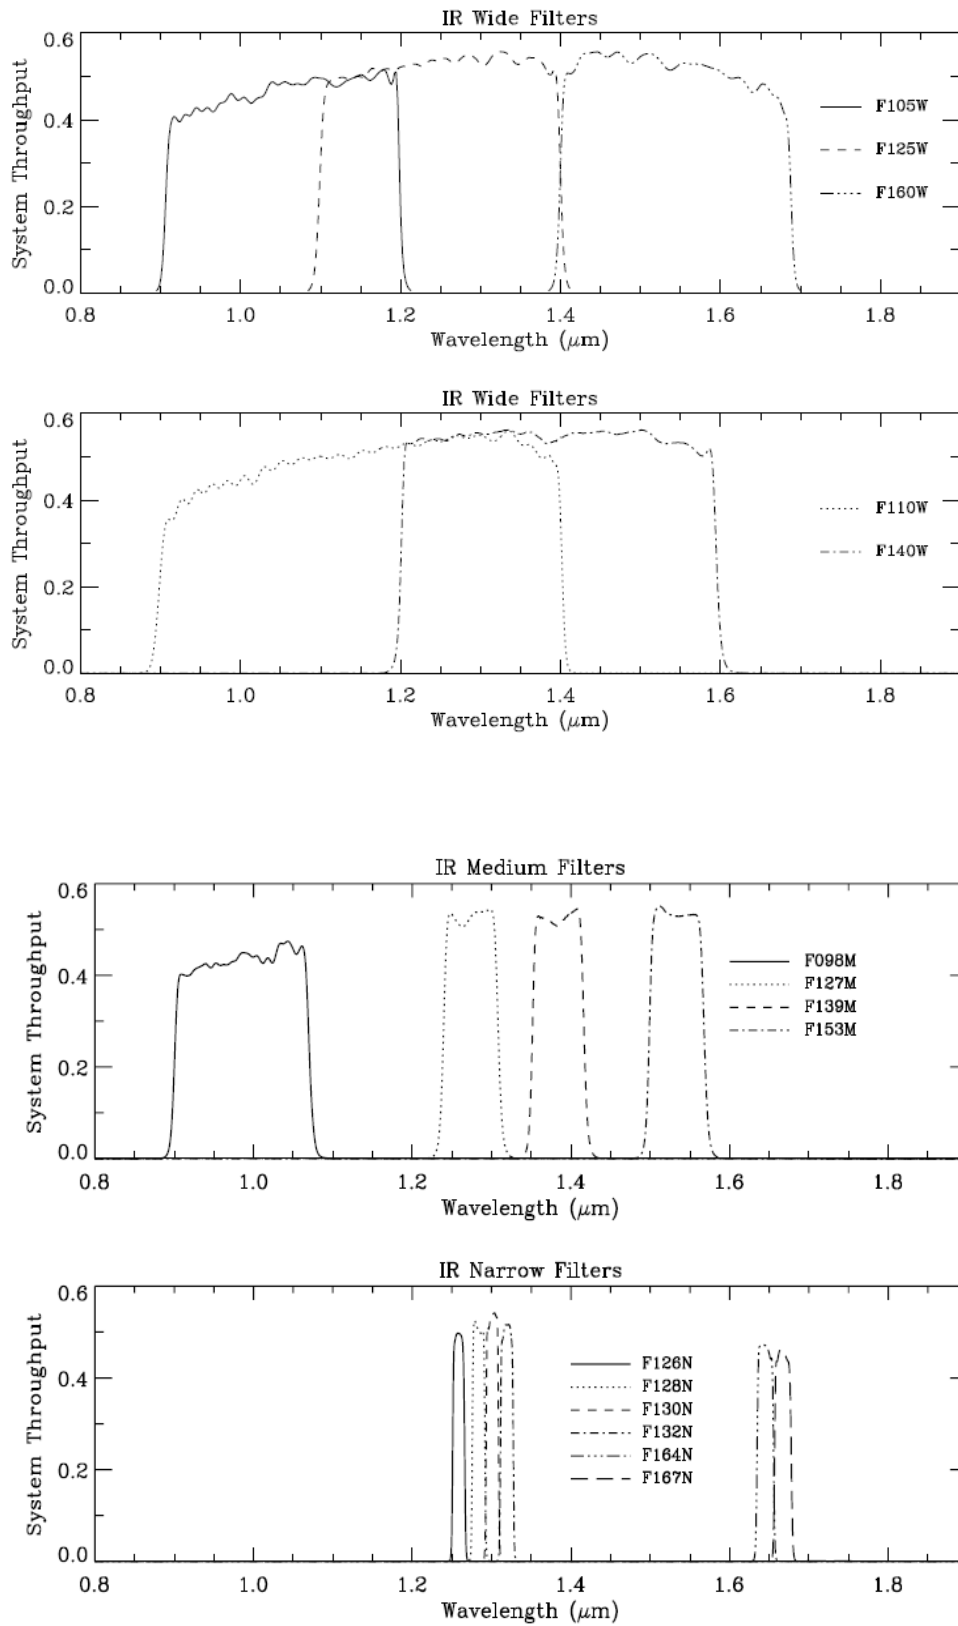 IR Wide Filters
0.6
0.4
0.2
0.0
System Throughput
F105W
F125W
F160W
0.8 1.0 1.2 1.4 1.6 1.8
Wavelength (μm)
IR Wide Filters
0.6
0.4
0.2
0.0
System Throughput
F110W
F140W
0.8 1.0 1.2 1.4 1.6 1.8
Wavelength (μm)
IR Medium Filters
0.6
0.4
0.2
0.0
System Throughput
F098M
F127M
F139M
F153M
0.8 1.0 1.2 1.4 1.6 1.8
Wavelength (μm)
IR Narrow Filters
0.6
0.4
0.2
0.0
System Throughput
F126N
F128N
F130N
F132N
F164N
F167N
0.8 1.0 1.2 1.4 1.6 1.8
Wavelength (μm)